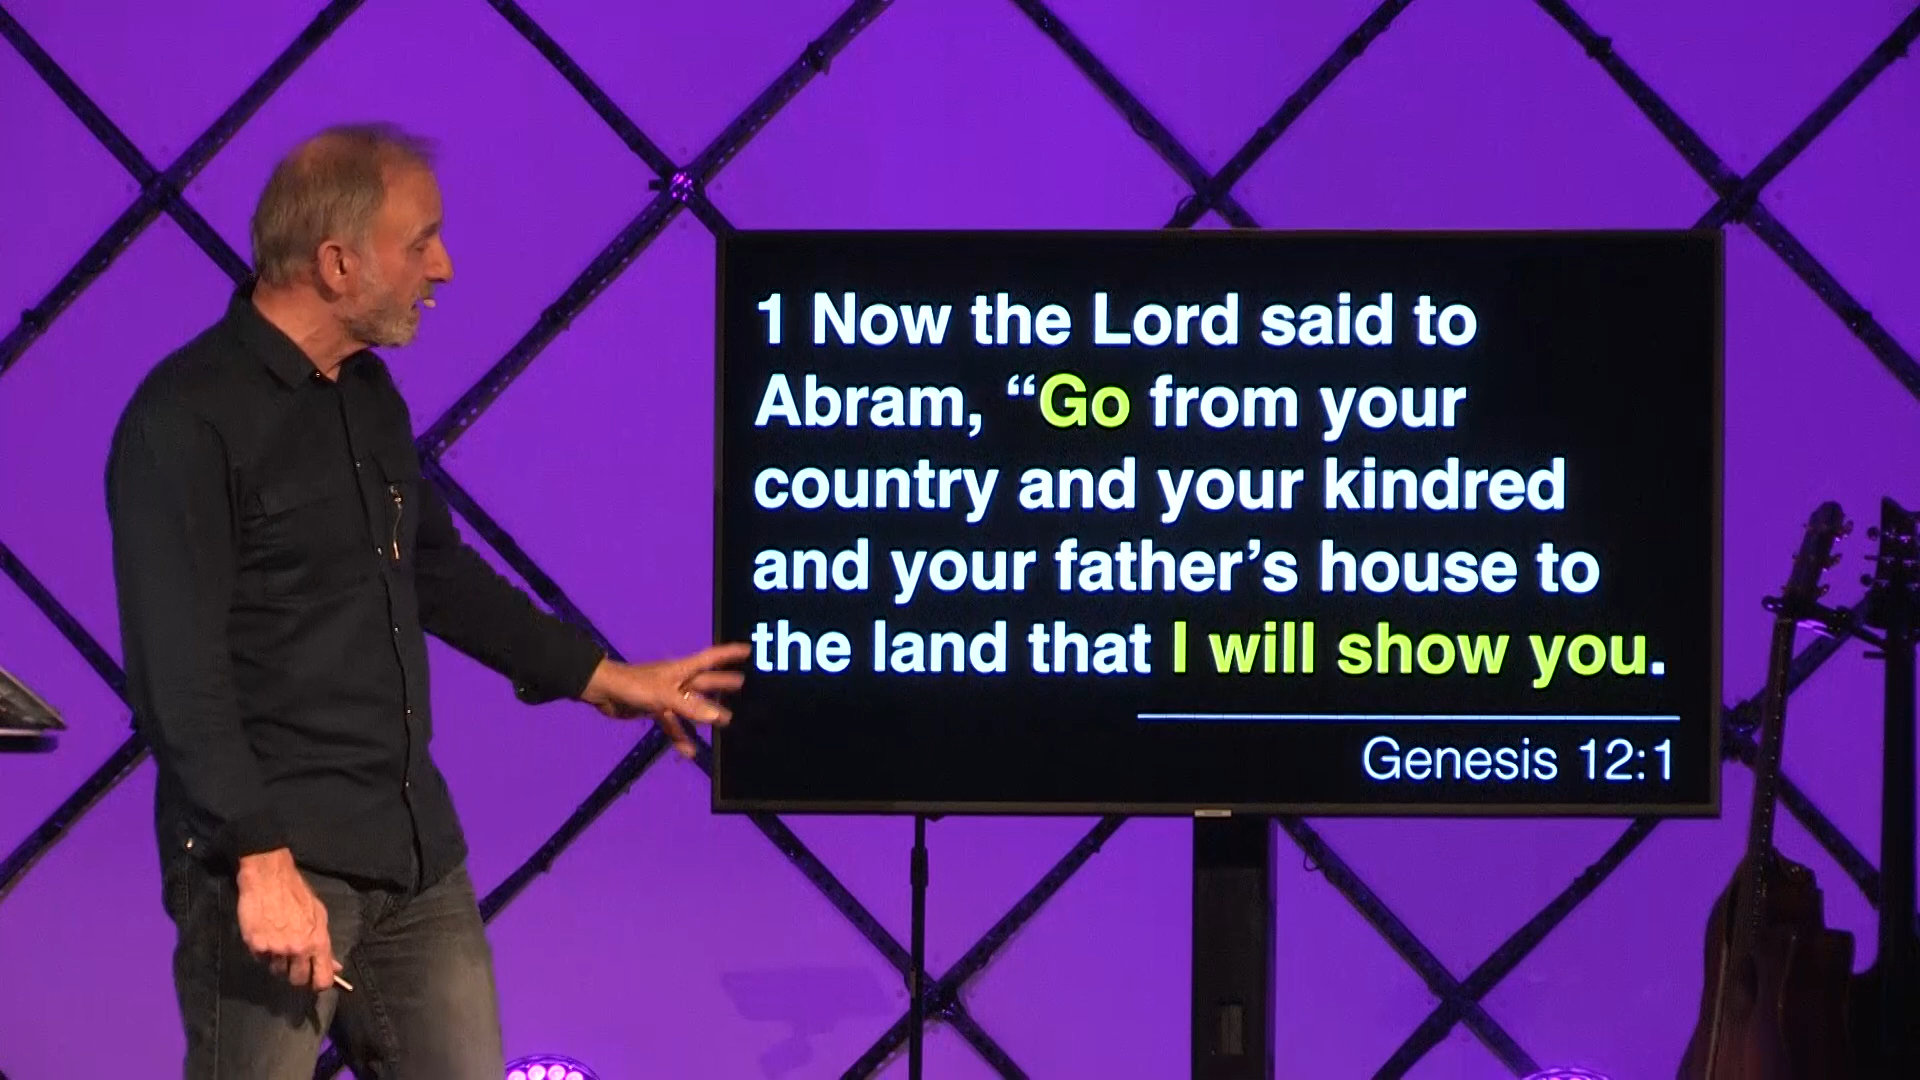 1 Now the Lord said to
Abram, “Go from your
country and your kindred
and your father’s house to
the land that I will show you.
Genesis 12:1